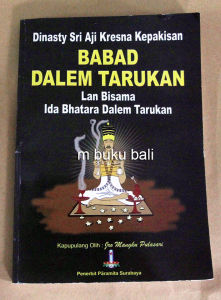 Dinasty Sri Aji Kresna Kepakisan
BABAD
DALEM TARUKAN
Lan Bisama
Ida Bhatara Dalem Tarukan
m buku bali
Kapupulang Olih : Jro Mangku Pulasari
Penerbit Pāramita Surabaya